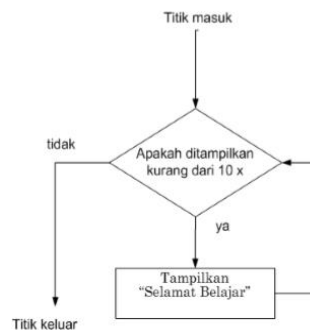 Titik masuk
tidak
Apakah ditampilkan
kurang dari 10 x
ya
Tampilkan
“Selamat Belajar”
Titik keluar